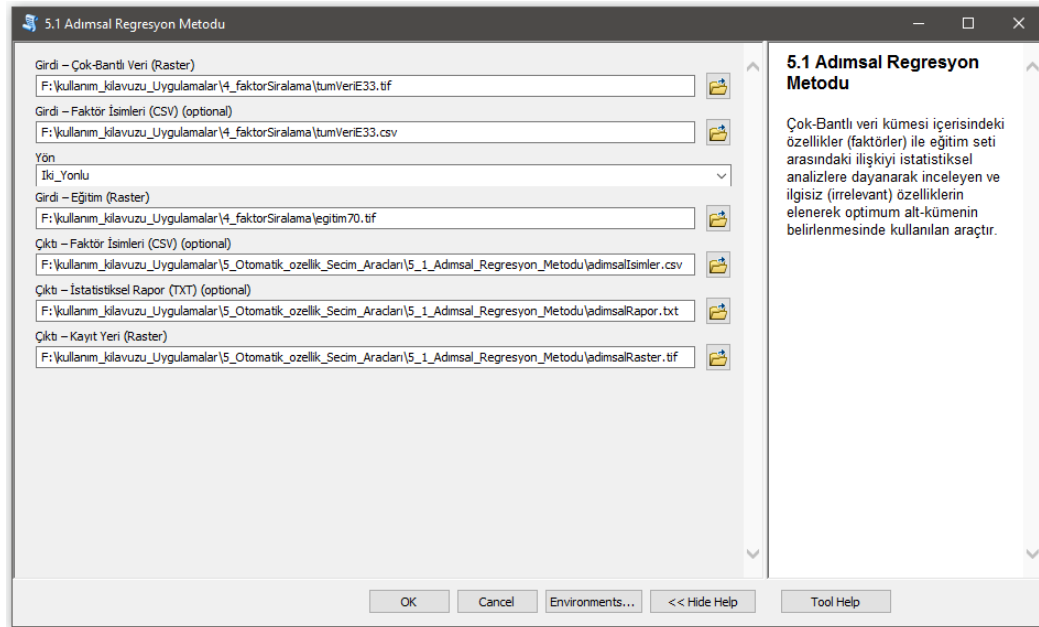 5.1 Adımsal Regresyon Metodu
Girdi – Çok-Bantlı Veri (Raster)
F:\kullanım_kilavuzu_Uygulamalar\4_faktorSiralama\tumVeriE33.tif
Girdi – Faktör İsimleri (CSV) (optional)
F:\kullanım_kilavuzu_Uygulamalar\4_faktorSiralama\tumVeriE33.csv
Yön
Iki_Yonlu
Girdi – Eğitim (Raster)
F:\kullanım_kilavuzu_Uygulamalar\4_faktorSiralama\egitim70.tif
Çıktı – Faktör İsimleri (CSV) (optional)
F:\kullanım_kilavuzu_Uygulamalar\5_Otomatik_ozellik_Secim_Aracları\5_1_Adımsal_Regresyon_Metodu\adimsalIsimler.csv
Çıktı – İstatistiksel Rapor (TXT) (optional)
F:\kullanım_kilavuzu_Uygulamalar\5_Otomatik_ozellik_Secim_Aracları\5_1_Adımsal_Regresyon_Metodu\adimsalRapor.txt
Çıktı – Kayıt Yeri (Raster)
F:\kullanım_kilavuzu_Uygulamalar\5_Otomatik_ozellik_Secim_Aracları\5_1_Adımsal_Regresyon_Metodu\adimsalRaster.tif
5.1 Adımsal Regresyon
Metodu
Çok-Bantlı veri kümesi içerisindeki
özellikler (faktörler) ile eğitim seti
arasındaki ilişkiyi istatistiksel
analizlere dayanarak inceleyen ve
ilgisiz (irrelevant) özelliklerin
elenerek optimum alt-kümenin
belirlenmesinde kullanılan araçtır.
OK
Cancel
Environments...
<< Hide Help
Tool Help